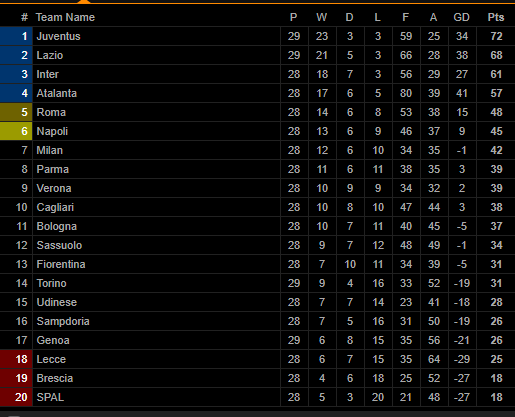 # Team Name P W D L F A GD Pts
1 Juventus 29 23 3 3 59 25 34 72
2 Lazio 29 21 5 3 66 28 38 68
3 Inter 28 18 7 3 56 29 27 61
4 Atalanta 28 17 6 5 80 39 41 57
5 Roma 28 14 6 8 53 38 15 48
6 Napoli 28 13 6 9 46 37 9 45
7 Milan 28 12 6 10 34 35 -1 42
8 Parma 28 11 6 11 38 35 3 39
9 Verona 28 10 9 9 34 32 2 39
10 Cagliari 28 10 8 10 47 44 3 38
11 Bologna 28 10 7 11 40 45 -5 37
12 Sassuolo 28 9 7 12 48 49 -1 34
13 Fiorentina 28 7 10 11 34 39 -5 31
14 Torino 29 9 4 16 33 52 -19 31
15 Udinese 28 7 7 14 23 41 -18 28
16 Sampdoria 28 7 5 16 31 50 -19 26
17 Genoa 29 6 8 15 35 56 -21 26
18 Lecce 28 6 7 15 35 64 -29 25
19 Brescia 28 4 6 18 25 52 -27 18
20 SPAL 28 5 3 20 21 48 -27 18